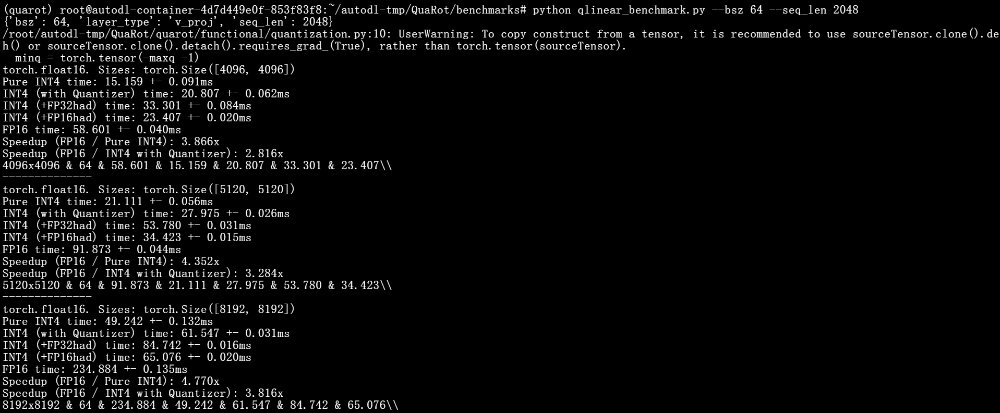 (quarot) root@autodl-container-4d7d449e0f-853f83f8:~/autodl-tmp/QuaRot/benchmarks# python qlinear_benchmark.py --bsz 64 --seq_len 2048
{'bsz': 64, 'layer_type': 'v_proj', 'seq_len': 2048}
/root/autodl-tmp/QuaRot/quarot/functional/quantization.py:10: UserWarning: To copy construct from a tensor, it is recommended to use sourceTensor.clone().de
h() or sourceTensor.clone().detach().requires_grad_(True), rather than torch.tensor(sourceTensor).
  minq = torch.tensor(-maxq -1)
torch.float16. Sizes: torch.Size([4096, 4096])
Pure INT4 time: 15.159 +- 0.091ms
INT4 (with Quantizer) time: 20.807 +- 0.062ms
INT4 (+FP32had) time: 33.301 +- 0.084ms
INT4 (+FP16had) time: 23.407 +- 0.020ms
FP16 time: 58.601 +- 0.040ms
Speedup (FP16 / Pure INT4): 3.866x
Speedup (FP16 / INT4 with Quantizer): 2.816x
4096x4096 & 64 & 58.601 & 15.159 & 20.807 & 33.301 & 23.407\\
--------------
torch.float16. Sizes: torch.Size([5120, 5120])
Pure INT4 time: 21.111 +- 0.056ms
INT4 (with Quantizer) time: 27.975 +- 0.026ms
INT4 (+FP32had) time: 53.780 +- 0.031ms
INT4 (+FP16had) time: 34.423 +- 0.015ms
FP16 time: 91.873 +- 0.044ms
Speedup (FP16 / Pure INT4): 4.352x
Speedup (FP16 / INT4 with Quantizer): 3.284x
5120x5120 & 64 & 91.873 & 21.111 & 27.975 & 53.780 & 34.423\\
--------------
torch.float16. Sizes: torch.Size([8192, 8192])
Pure INT4 time: 49.242 +- 0.132ms
INT4 (with Quantizer) time: 61.547 +- 0.031ms
INT4 (+FP32had) time: 84.742 +- 0.016ms
INT4 (+FP16had) time: 65.076 +- 0.020ms
FP16 time: 234.884 +- 0.135ms
Speedup (FP16 / Pure INT4): 4.770x
Speedup (FP16 / INT4 with Quantizer): 3.816x
8192x8192 & 64 & 234.884 & 49.242 & 61.547 & 84.742 & 65.076\\